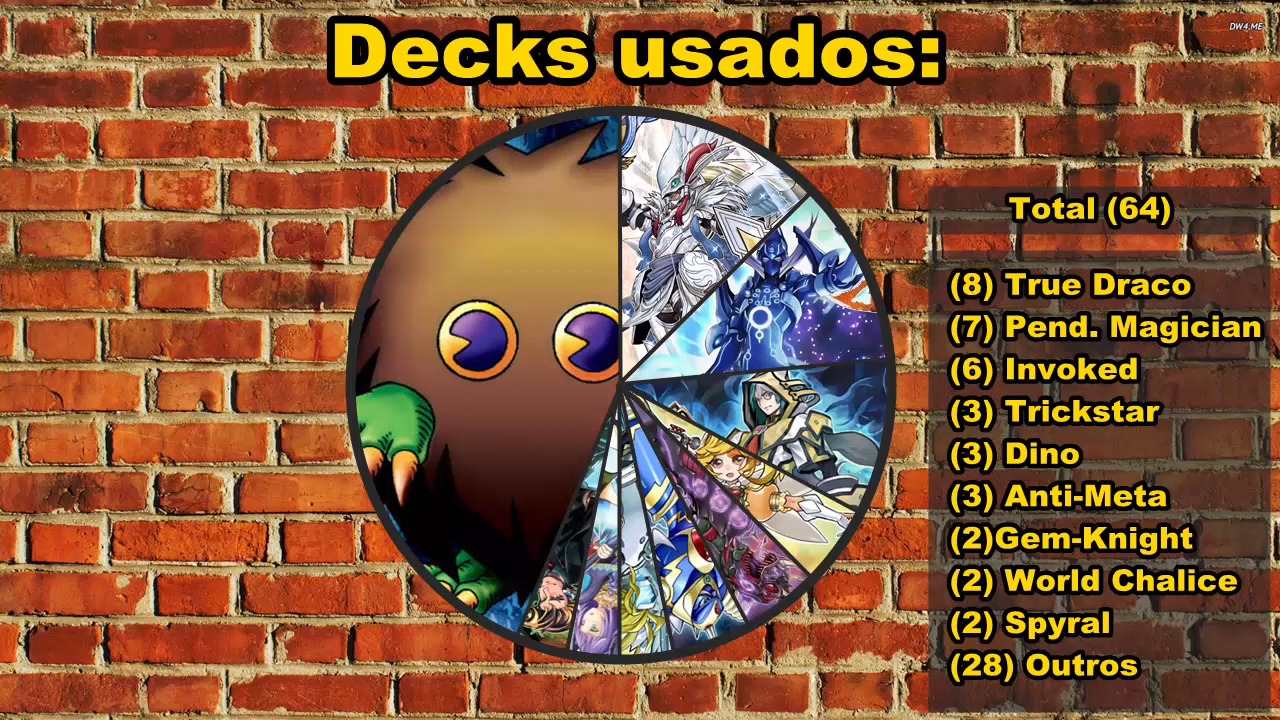 Decks usados:
DW4.ME
Total (64)
(8) True Draco
(7) Pend. Magician
(6) Invoked
(3) Trickstar
(3) Dino
(3) Anti-Meta
(2)Gem-Knight
(2) World Chalice
(2) Spyral
(28) Outros